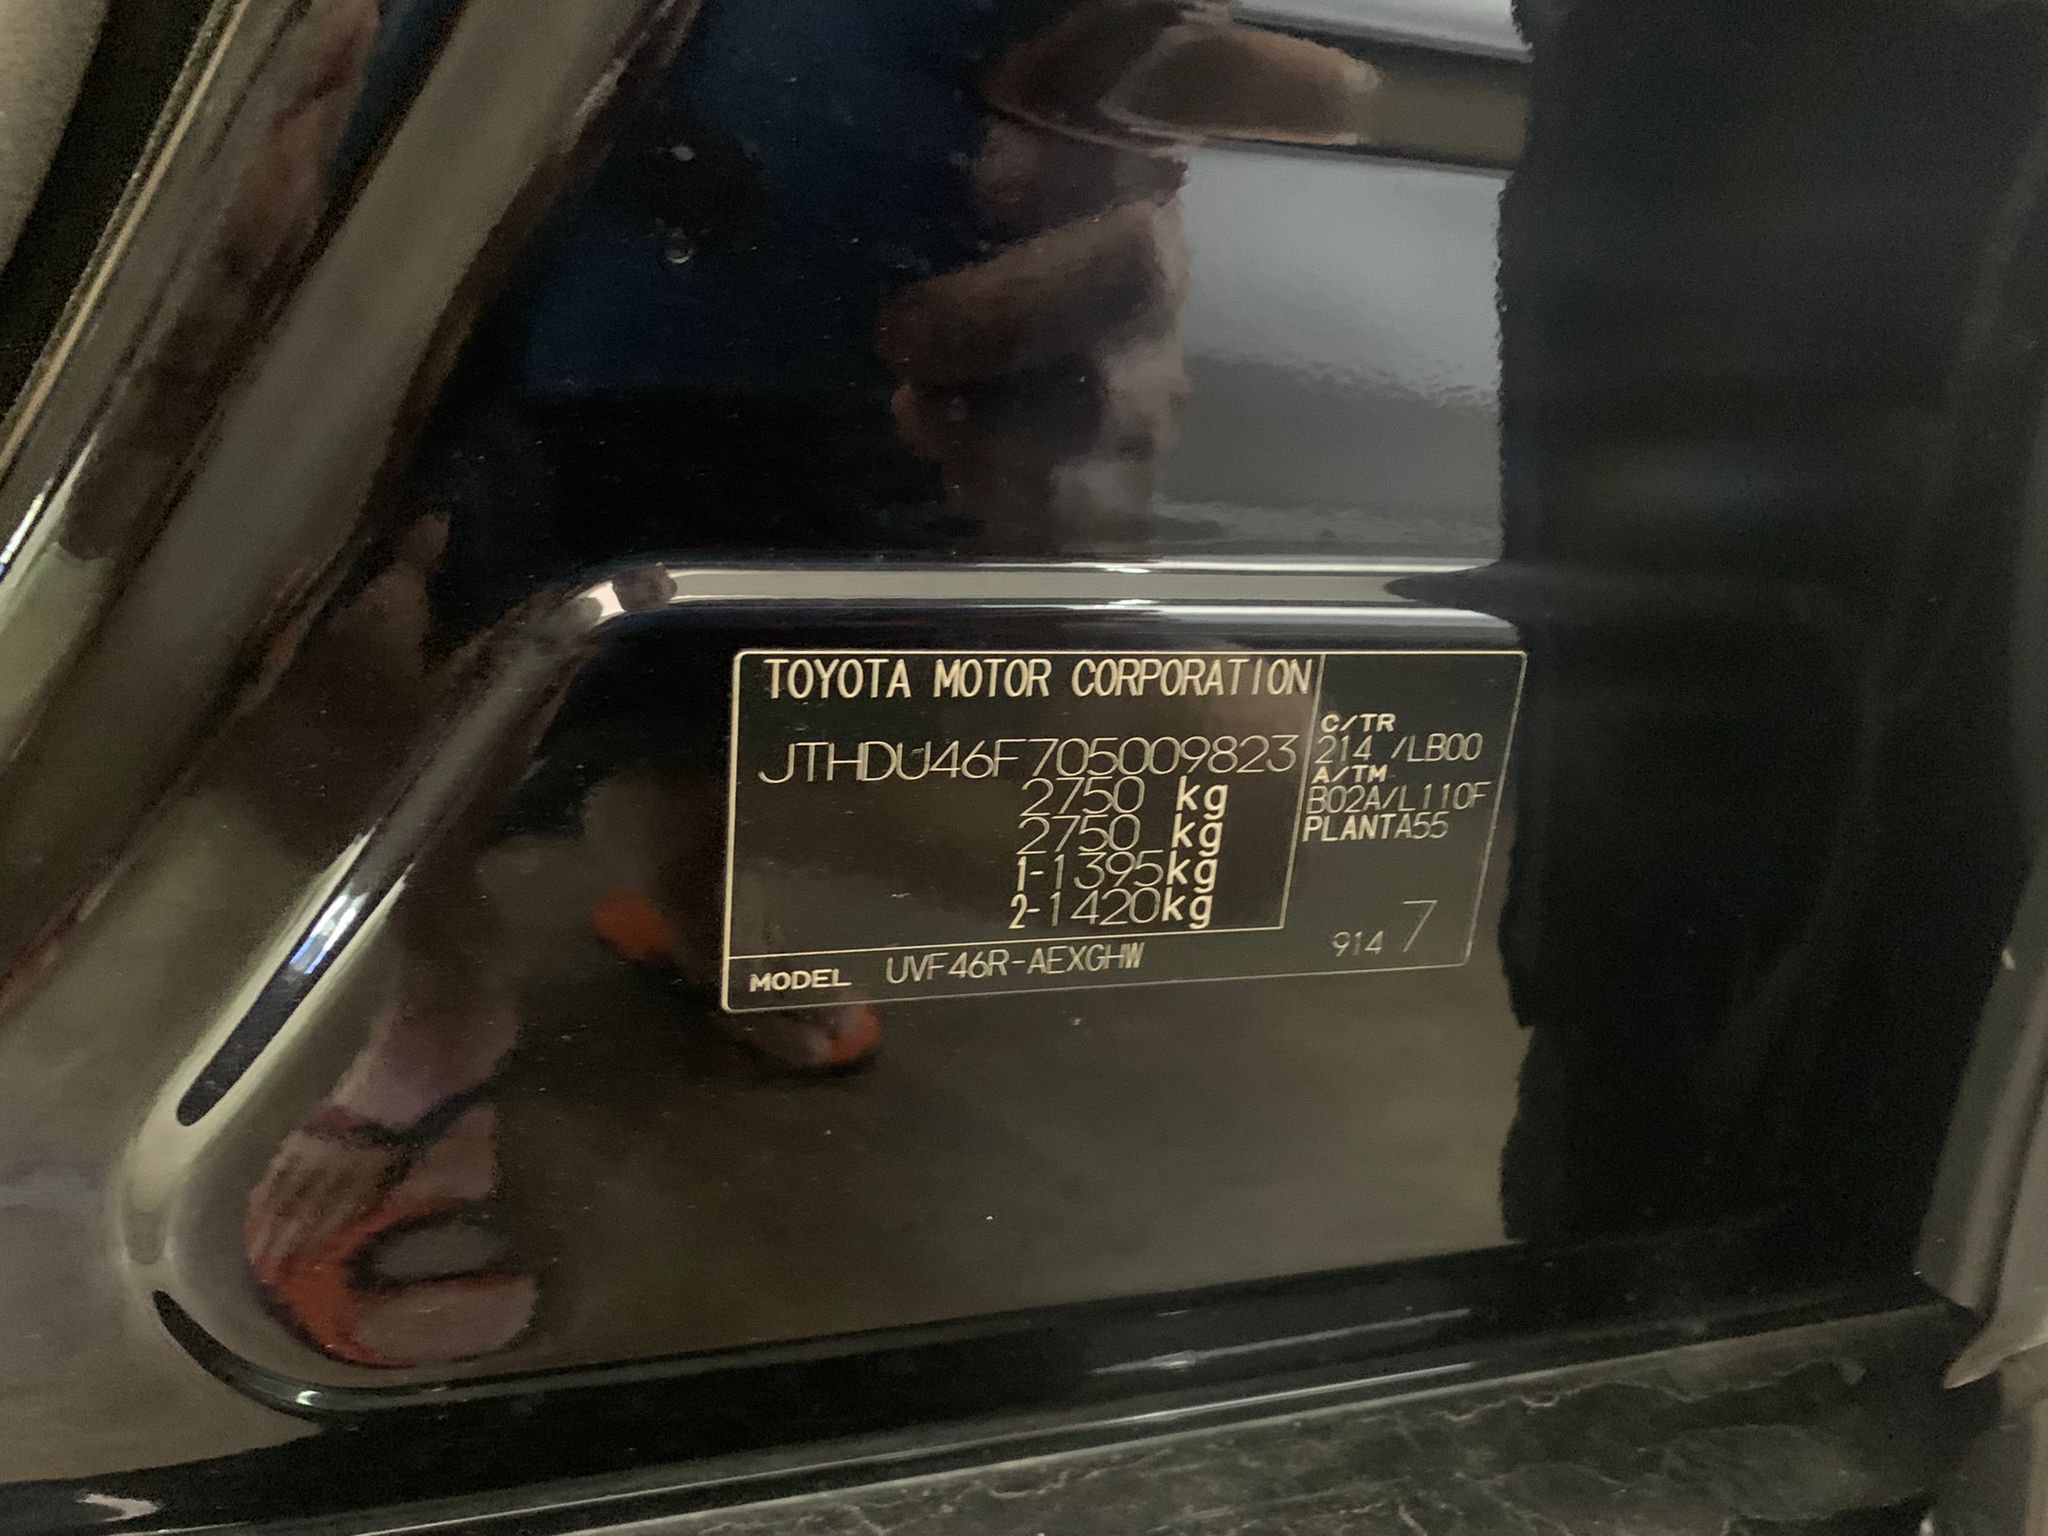 TOYOTA MOTOR CORPORATION
JTHDU46F705009823
2750 kg
2750 kg
1-1395kg
2-1420kg
MODEL UVF46R-AEXGHW
C/TR
214 /LB00
A/TM
B02A/L110F
PLANTA55
914 7